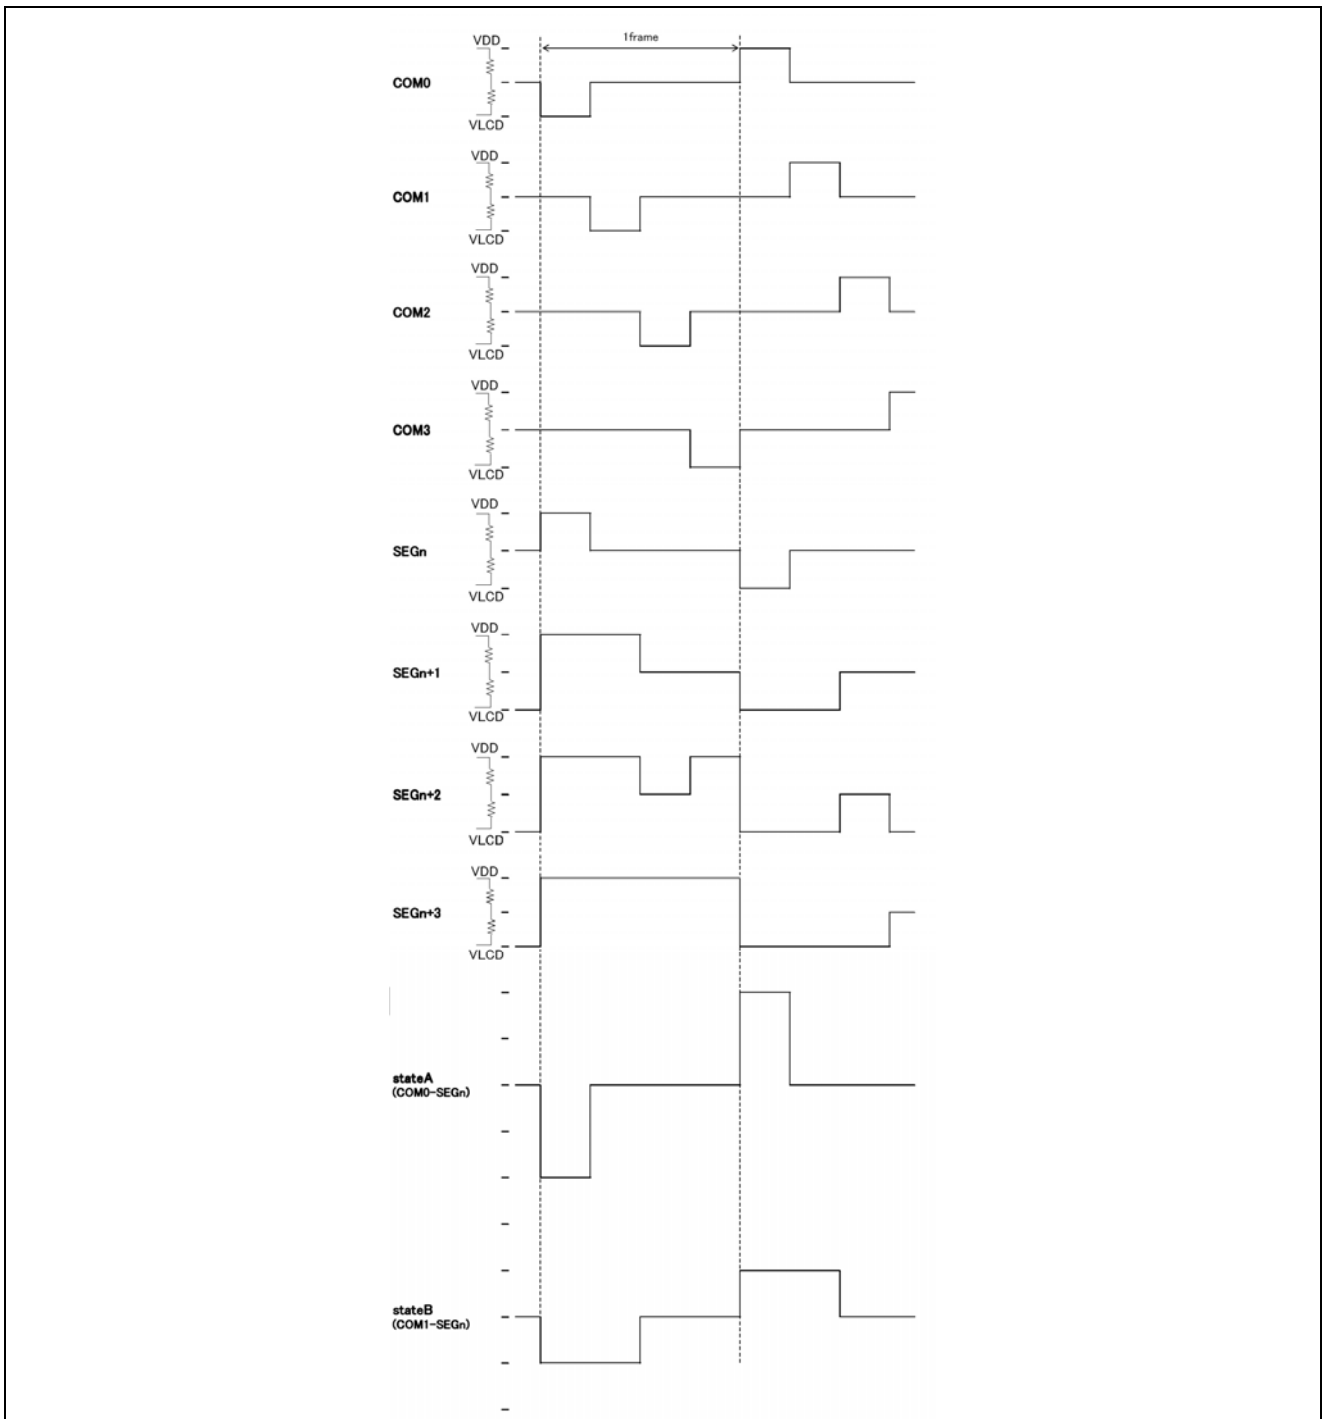 1frame
VDD
COM0
VLCD
VDD
COM1
VLCD
VDD
COM2
VLCD
VDD
COM3
VLCD
VDD
SEGn
VLCD
VDD
SEGn+1
VLCD
VDD
SEGn+2
VLCD
VDD
SEGn+3
VLCD
stateA
(COM0-SEGn)
stateB
(COM1-SEGn)